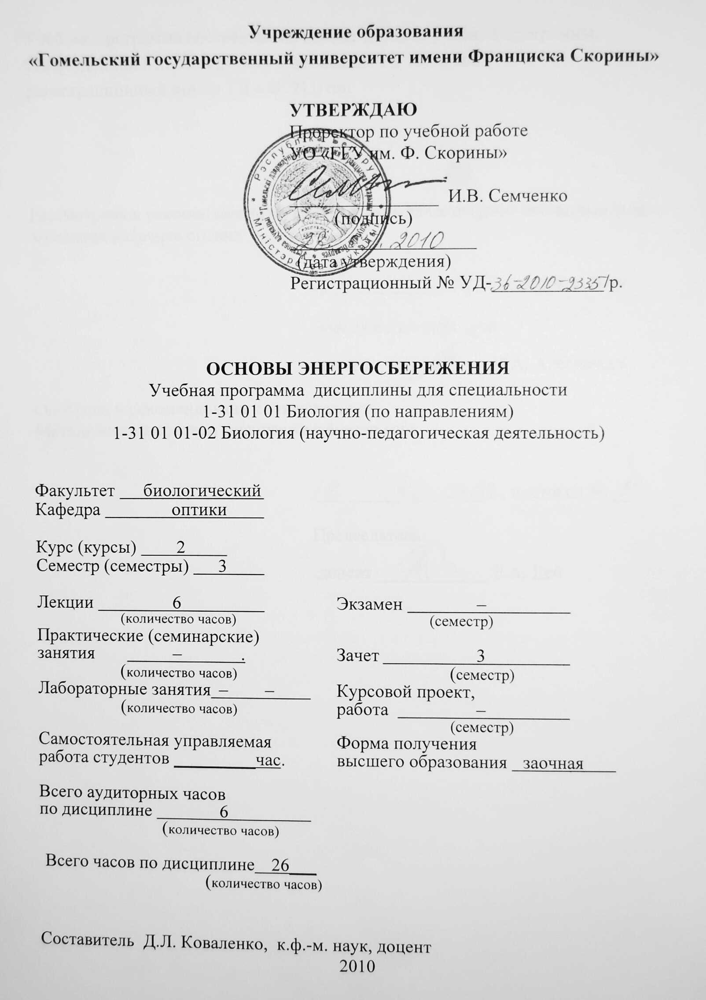 Учреждение образования
«Гомельский государственный университет имени Франциска Скорины»
УТВЕРЖДАЮ
Проректор по учебной работе
УО «ГГУ им. Ф. Скорины»
И.В. Семченко
(подпись)
2010
(дата утверждения)
Регистрационный № УД-36-2010-2335/р.
Рэспубліка Беларусь
Міністэрства адукацыі
ОСНОВЫ ЭНЕРГОСБЕРЕЖЕНИЯ
Учебная программа дисциплины для специальности
1-31 01 01 Биология (по направлениям)
1-31 01 01-02 Биология (научно-педагогическая деятельность)
Факультет биологический
Кафедра оптики
Курс (курсы) 2
Семестр (семестры) 3
Лекции 6
(количество часов)
Практические (семинарские)
занятия – .
(количество часов)
Лабораторные занятия – –
(количество часов)
Самостоятельная управляемая
работа студентов час.
Всего аудиторных часов
по дисциплине 6
(количество часов)
Всего часов по дисциплине 26
(количество часов)
Экзамен –
(семестр)
Зачет 3
(семестр)
Курсовой проект,
работа –
(семестр)
Форма получения
высшего образования заочная
Составитель Д.Л. Коваленко, к.ф.-м. наук, доцент
2010